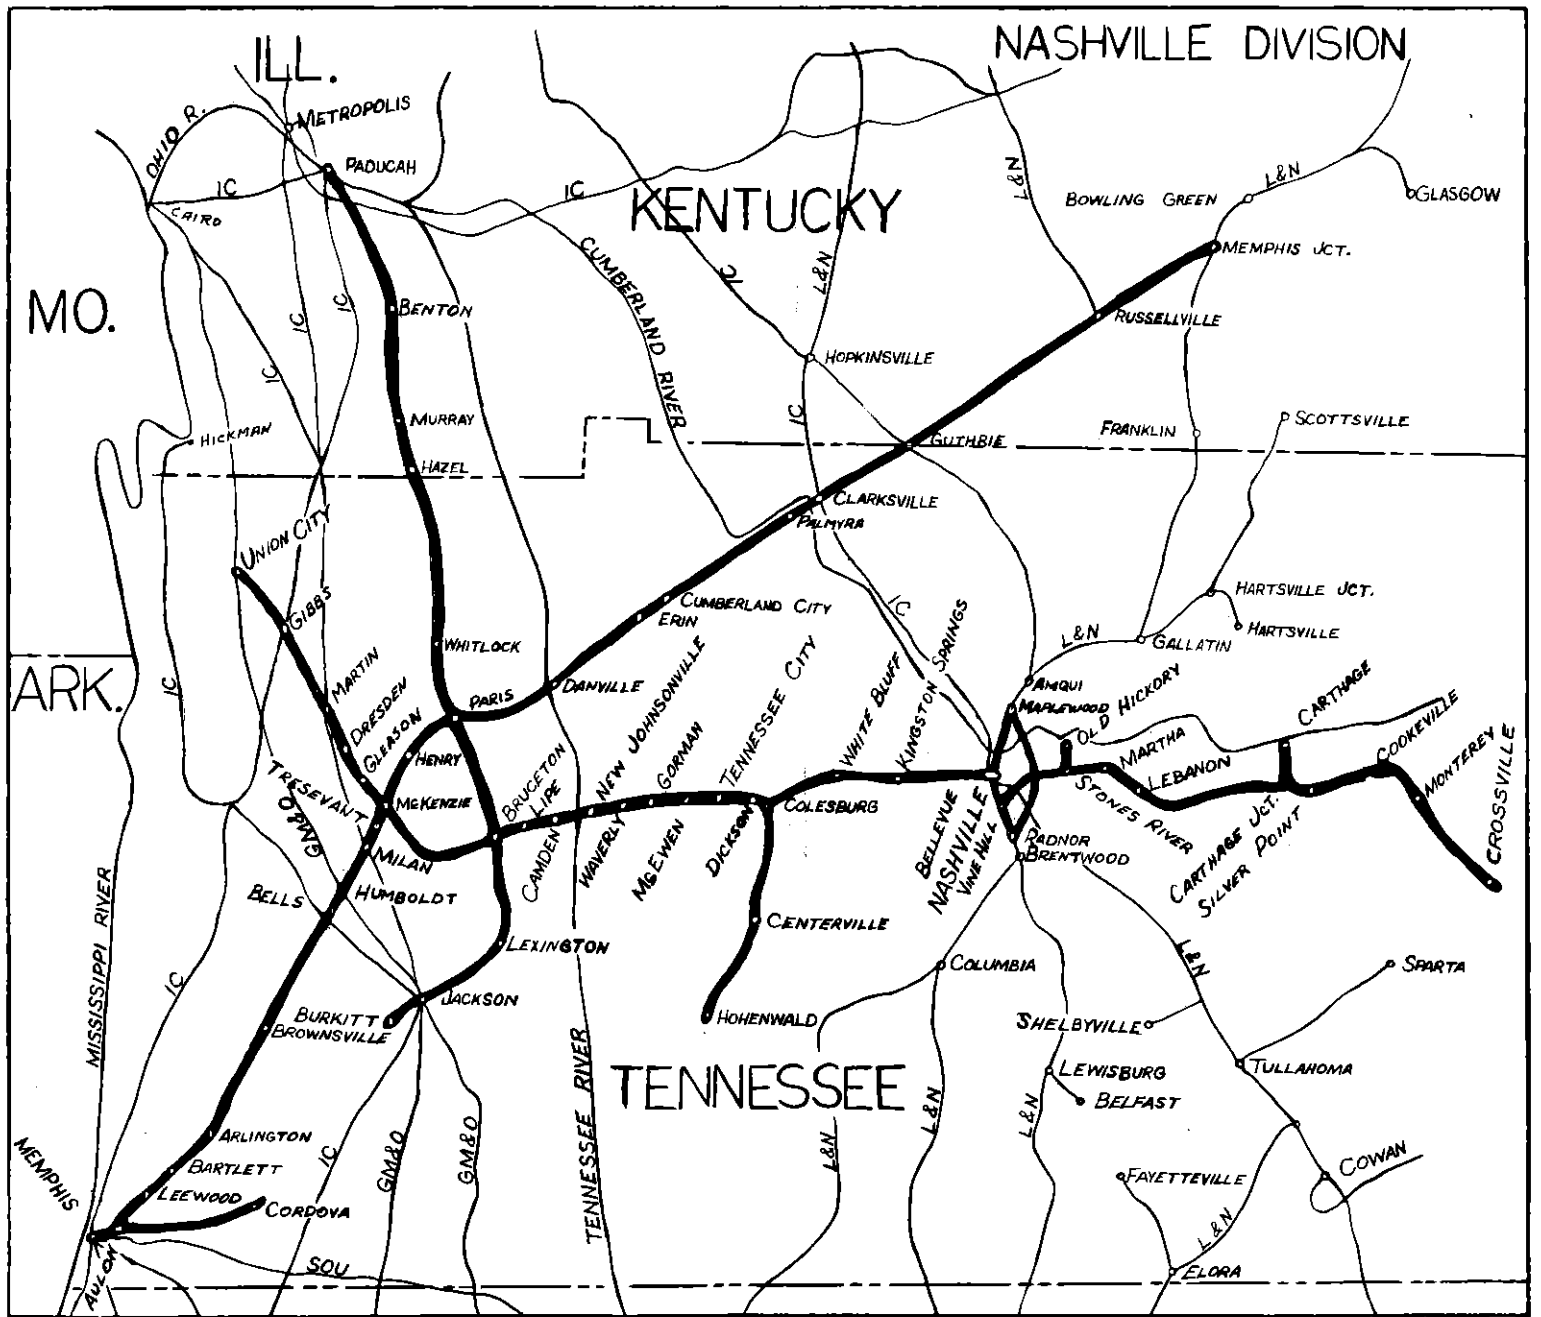 ILL.
NASHVILLE DIVISION
METROPOLIS
OHIO R.
PADUCAH
IC
IC
L&N
L&N
BOWLING GREEN
GLASGOW
CAIRO
KENTUCKY
MEMPHIS JCT.
CUMBERLAND RIVER
IC
L&N
MO.
IC
IC
BENTON
RUSSELLVILLE
HOPKINSVILLE
IC
IC
MURRAY
HICKMAN
SCOTTSVILLE
FRANKLIN
GUTHBIE
HAZEL
CLARKSVILLE
PALMYRA
UNION CITY
GIBBS
CUMBERLAND CITY
ERIN
IC
HARTSVILLE JCT.
HARTSVILLE
L&N
GALLATIN
WHITLOCK
ARK.
IC
MARTIN
DRESDEN
GLEASON
PARIS
DANVILLE
NEW JOHNSONVILLE
GORMAN
TENNESSEE CITY
WHITE BLUFF
KINGSTON SPRINGS
AMQUI
MAPLEWOOD
OLD HICKORY
CARTHAGE
COOKEVILLE
MONTEREY
CROSSVILLE
HENRY
TRESEVANT
McKENZIE
BRUCETON
LIPE
COLESBURG
MARTHA
LEBANON
GM&O
MILAN
CAMDEN
WAVERLY
McEWEN
DICKSON
BELLEVUE
NASHVILLE
VINE HILL
RADNOR
BRENTWOOD
STONES RIVER
CARTHAGE JCT.
SILVER POINT
BELLS
HUMBOLDT
CENTERVILLE
LEXINGTON
COLUMBIA
L&N
SPARTA
MISSISSIPPI RIVER
IC
JACKSON
BURKITT
BROWNSVILLE
HOHENWALD
SHELBYVILLE
TENNESSEE RIVER
TENNESSEE
LEWISBURG
TULLAHOMA
BELFAST
ARLINGTON
IC
GM&O
GM&O
L&N
L&N
L&N
MEMPHIS
BARTLETT
LEEWOOD
CORDOVA
FAYETTEVILLE
COWAN
L&N
AULON
SOU
ELORA